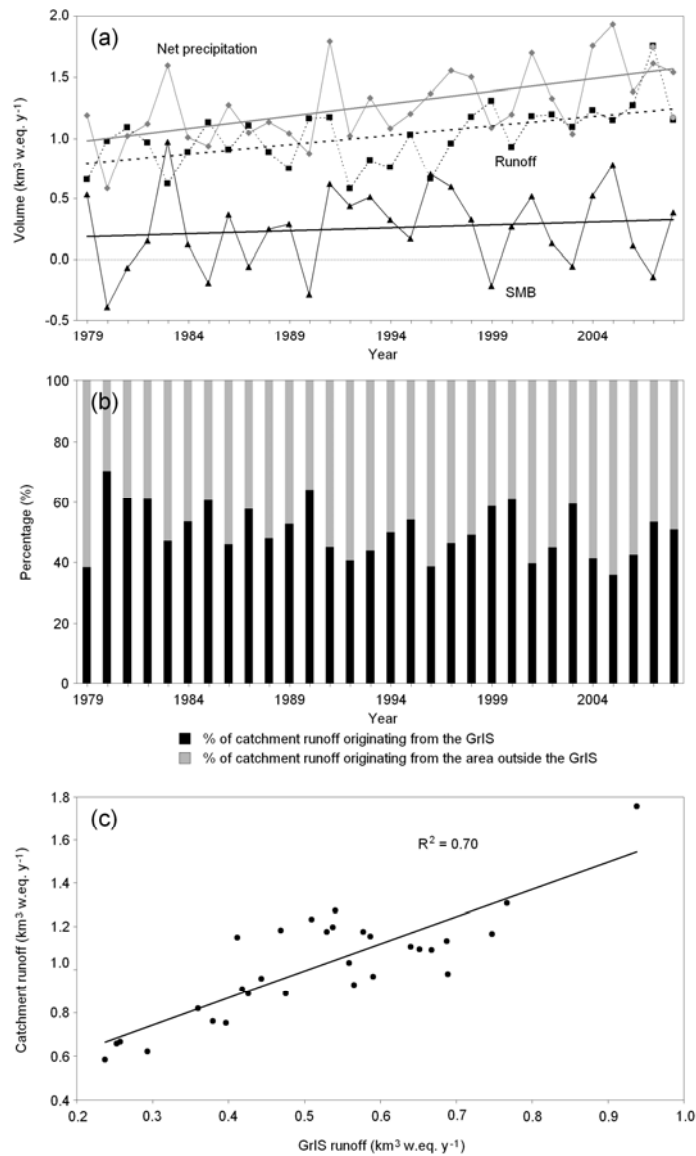 (a)
Net precipitation
Runoff
SMB
Volume (km³ w.eq. y⁻¹)
2.0
1.5
1.0
0.5
0.0
-0.5
1979 1984 1989 1994 1999 2004
Year
(b)
Percentage (%)
100
80
60
40
20
0
1979 1984 1989 1994 1999 2004
Year
% of catchment runoff originating from the GrIS
% of catchment runoff originating from the area outside the GrIS
(c)
R² = 0.70
Catchment runoff (km³ w.eq. y⁻¹)
1.8
1.6
1.4
1.2
1.0
0.8
0.6
0.4
0.2 0.3 0.4 0.5 0.6 0.7 0.8 0.9 1.0
GrIS runoff (km³ w.eq. y⁻¹)